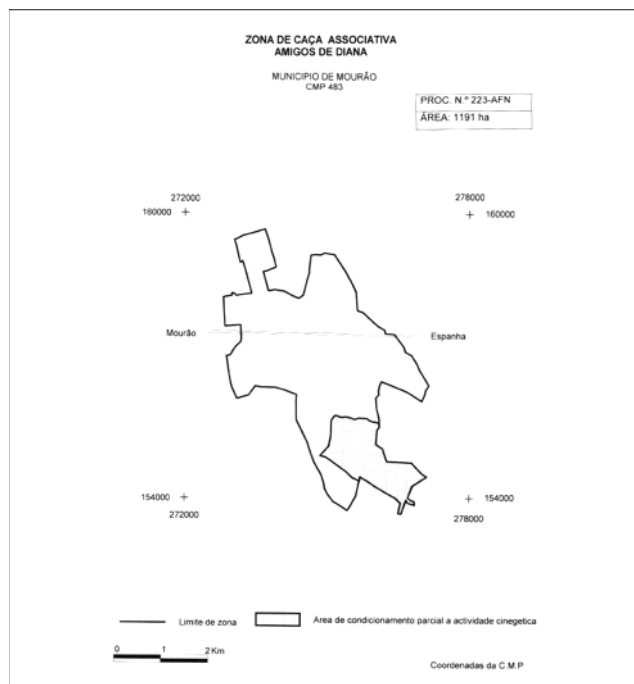 ZONA DE CAÇA ASSOCIATIVA
AMIGOS DE DIANA
MUNICIPIO DE MOURÃO
CMP 483
PROC. N.º 223-AFN
ÁREA: 1191 ha
272000
278000
160000
160000
Mourão
Espanha
154000
154000
272000
278000
Limite de zona
Area de condicionamento parcial a actividade cinegetica
0 1 2 Km
Coordenadas da C.M.P